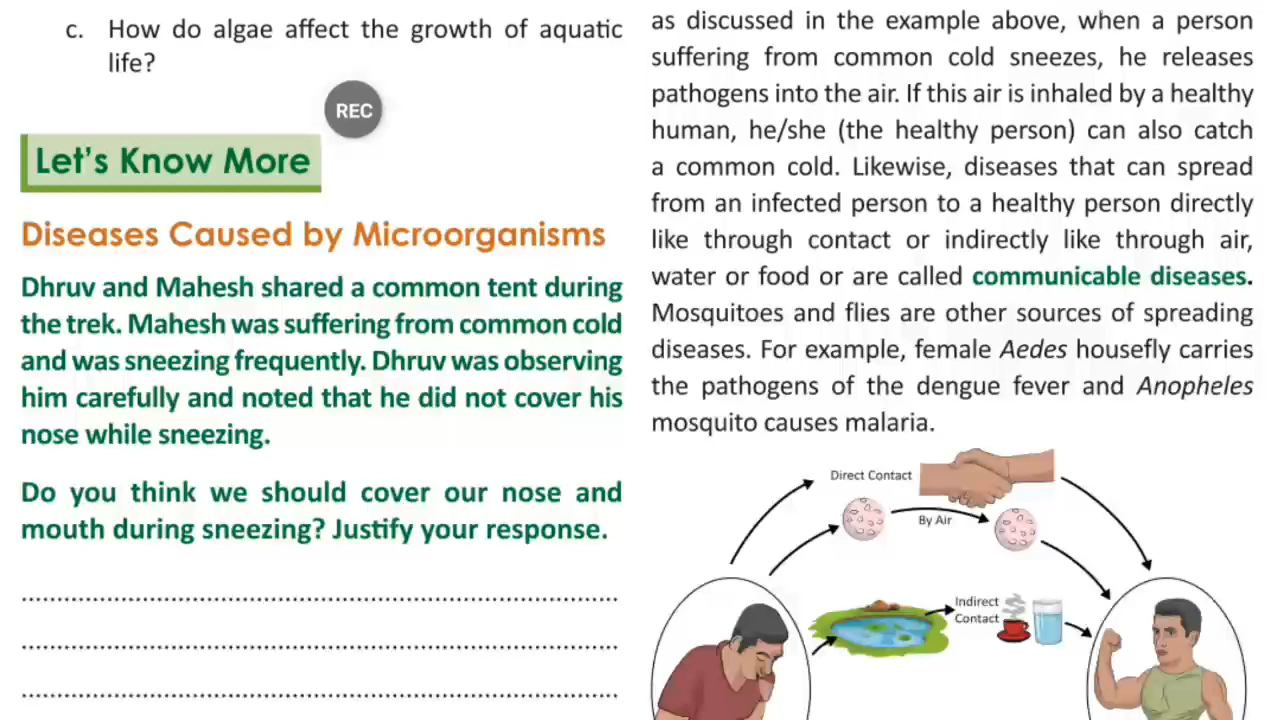 c. How do algae affect the growth of aquatic
life?
REC
Let's Know More
Diseases Caused by Microorganisms
Dhruv and Mahesh shared a common tent during
the trek. Mahesh was suffering from common cold
and was sneezing frequently. Dhruv was observing
him carefully and noted that he did not cover his
nose while sneezing.
Do you think we should cover our nose and
mouth during sneezing? Justify your response.
as discussed in the example above, when a person
suffering from common cold sneezes, he releases
pathogens into the air. If this air is inhaled by a healthy
human, he/she (the healthy person) can also catch
a common cold. Likewise, diseases that can spread
from an infected person to a healthy person directly
like through contact or indirectly like through air,
water or food or are called communicable diseases.
Mosquitoes and flies are other sources of spreading
diseases. For example, female Aedes housefly carries
the pathogens of the dengue fever and Anopheles
mosquito causes malaria.
Direct Contact
By Air
Indirect
Contact